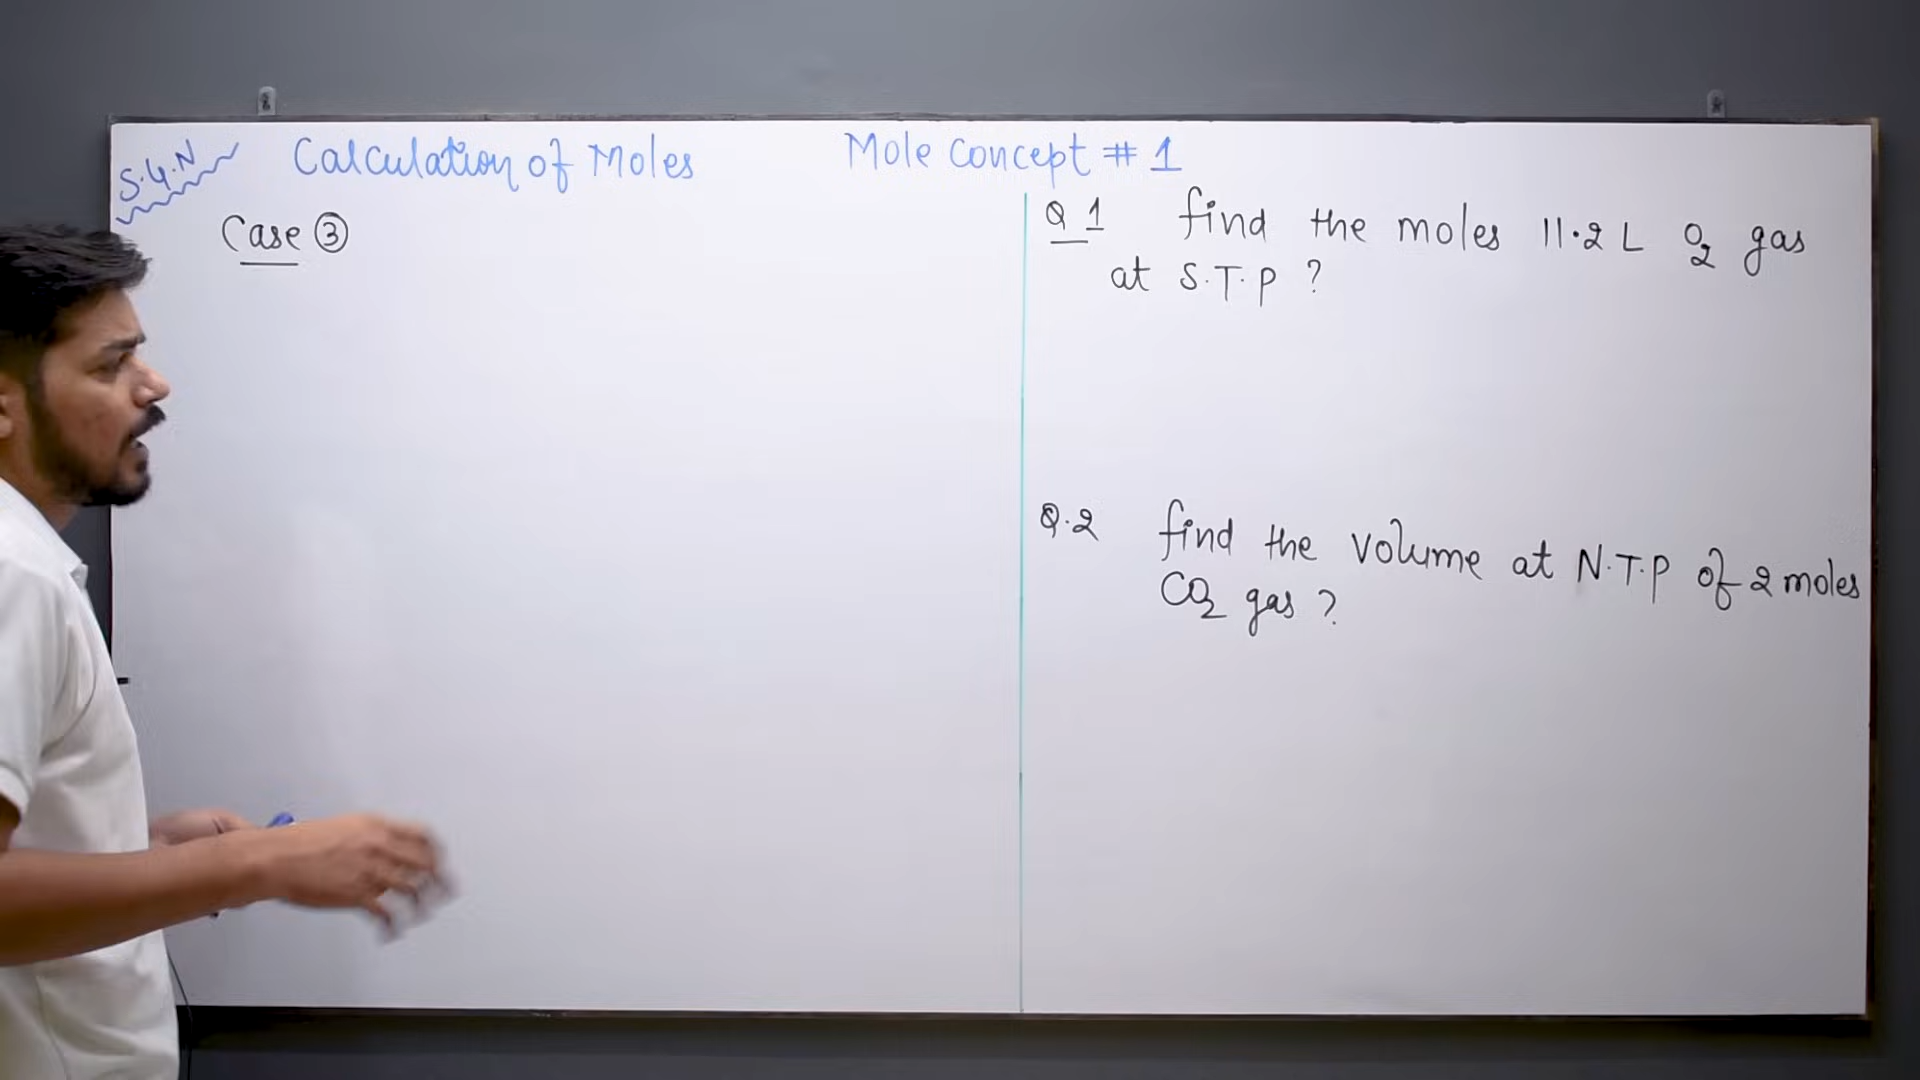 S.G.N
Calculation of Moles
Mole Concept # 1
Case ③
Q 1 find the moles 11.2 L O₂ gas
at S.T.P ?
Q.2 find the volume at N.T.P of 2 moles
CO₂ gas ?